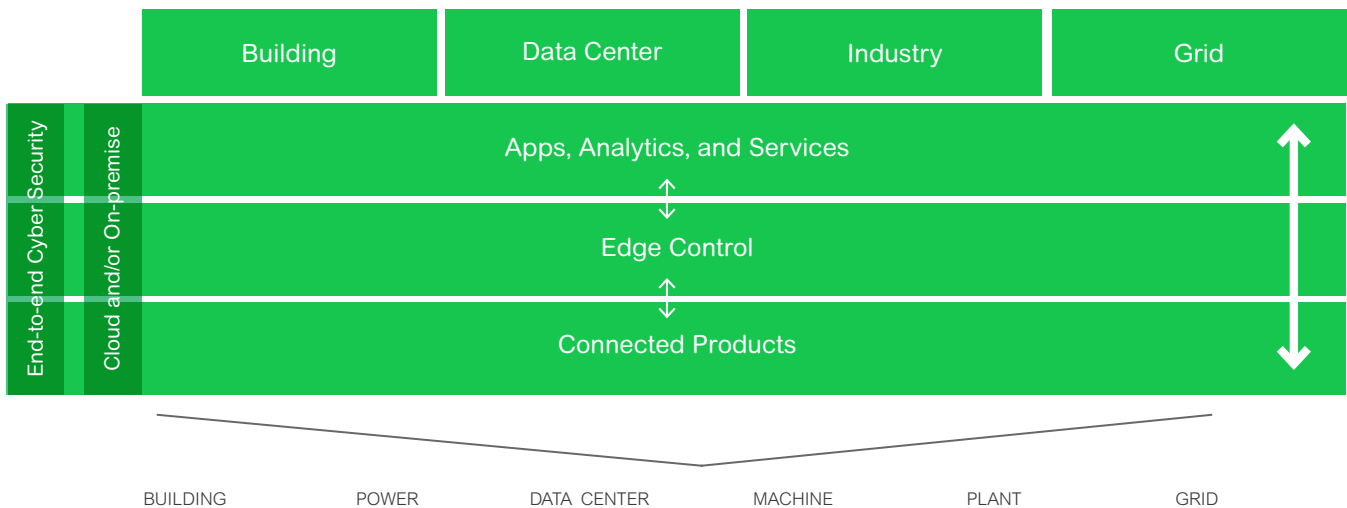 Building
Data Center
Industry
Grid
End-to-end Cyber Security
Cloud and/or On-premise
Apps, Analytics, and Services
Edge Control
Connected Products
BUILDING
POWER
DATA CENTER
MACHINE
PLANT
GRID